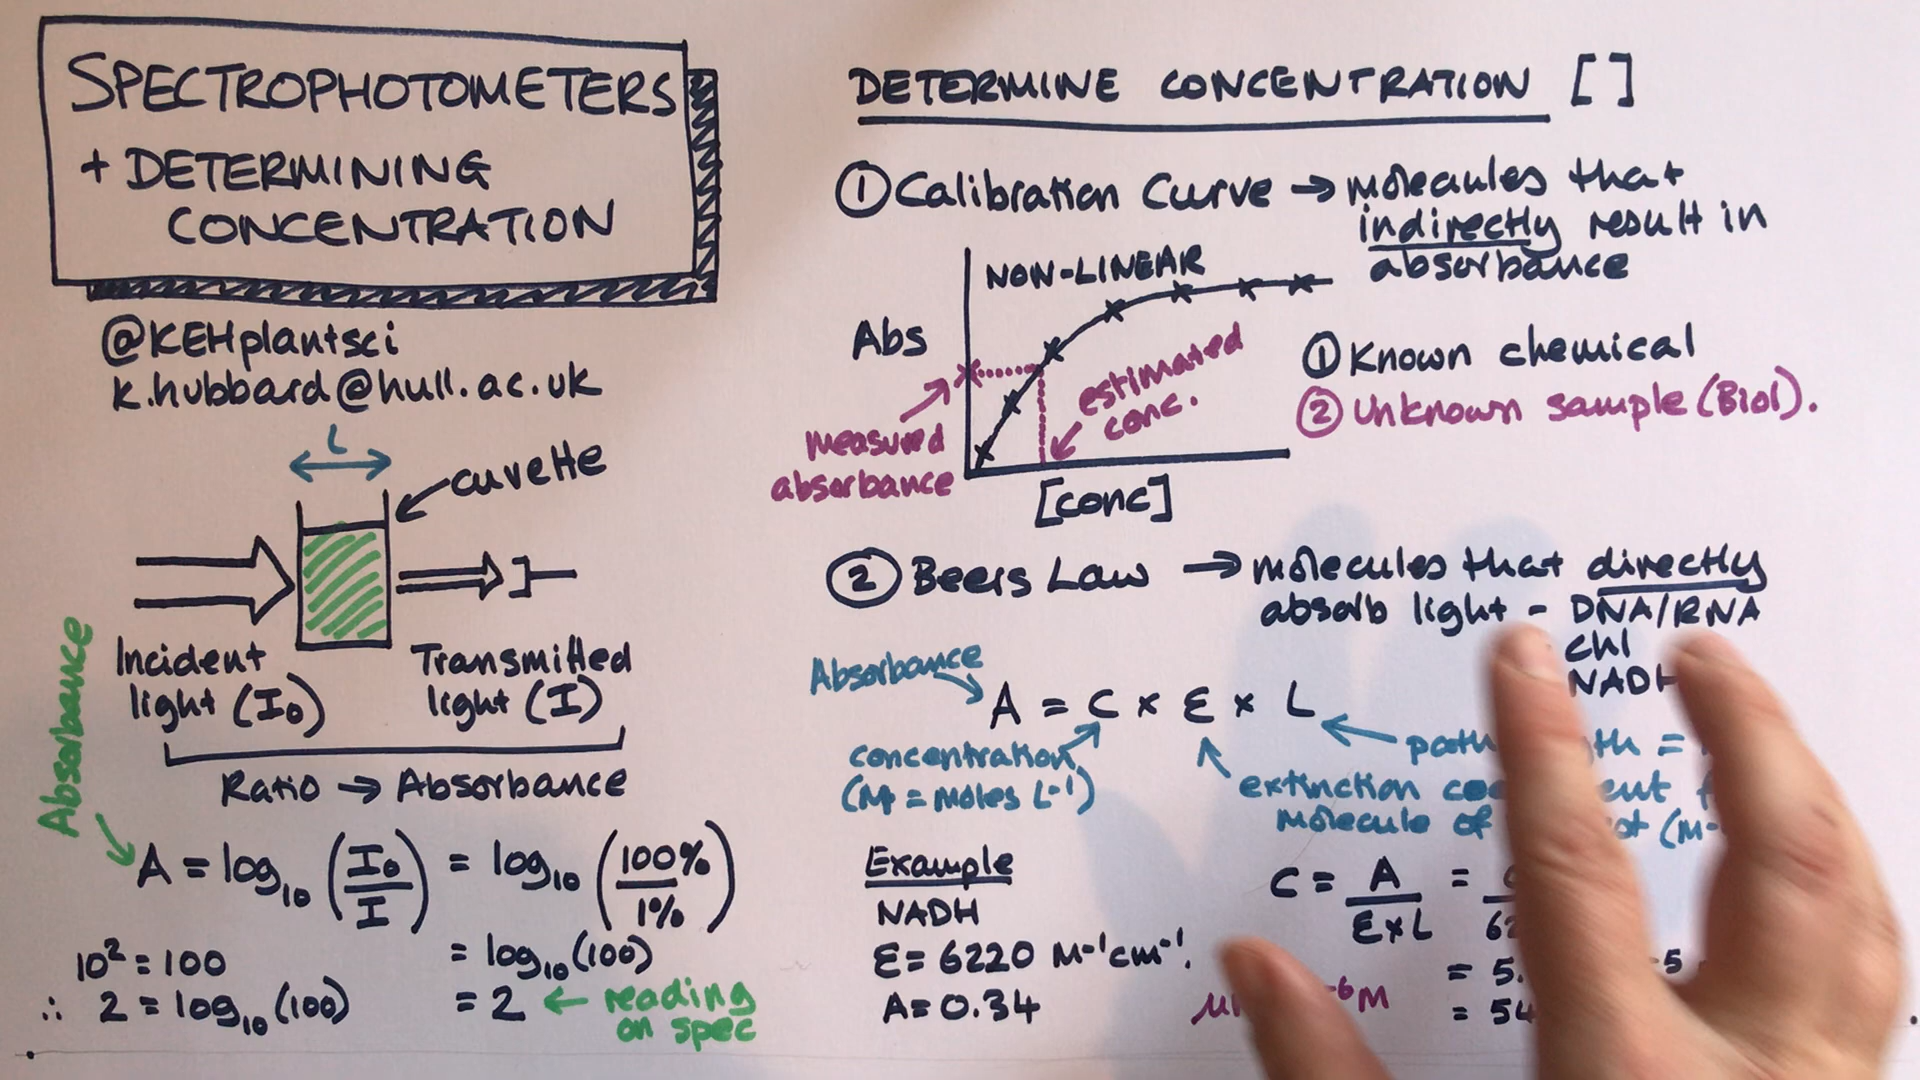 SPECTROPHOTOMETERS
+ DETERMINING
CONCENTRATION
@KEHplantsci
k.hubbard@hull.ac.uk
L
cuvette
Incident
light (I₀)
Transmitted
light (I)
Ratio → Absorbance
Absorbance
A = log₁₀ (I₀/I) = log₁₀ (100%/1%)
10² = 100
= log₁₀(100)
∴ 2 = log₁₀(100)
= 2 ← reading
on spec
DETERMINE CONCENTRATION []
① Calibration Curve → molecules that
indirectly result in
absorbance
NON-LINEAR
Abs
measured
absorbance
estimated
conc.
[conc]
① Known chemical
② Unknown sample (Biol).
② Beers Law → molecules that directly
absorb light - DNA/RNA
chl
NADH
Absorbance
A = C × E × L
concentration
(M = moles L⁻¹)
extinction
molecule of
Example
NADH
E = 6220 M⁻¹cm⁻¹.
A = 0.34
C = A/E×L =